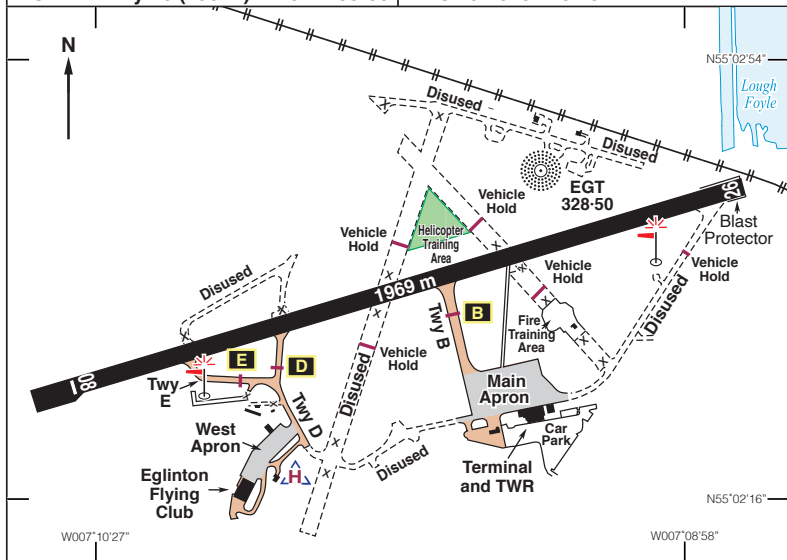 N
N55°02'54"
Lough
Foyle
Disused
Disused
EGT
328·50
Vehicle
Hold
26
Blast
Protector
Vehicle
Hold
Helicopter
Training
Area
Vehicle
Hold
Vehicle
Hold
Disused
1969 m
B
Twy B
Fire
Training
Area
Disused
E
D
Vehicle
Hold
08
Twy
E
Disused
Main
Apron
Twy D
West
Apron
Car
Park
Disused
Terminal
and TWR
H
Eglinton
Flying
Club
N55°02'16"
W007°10'27"
W007°08'58"